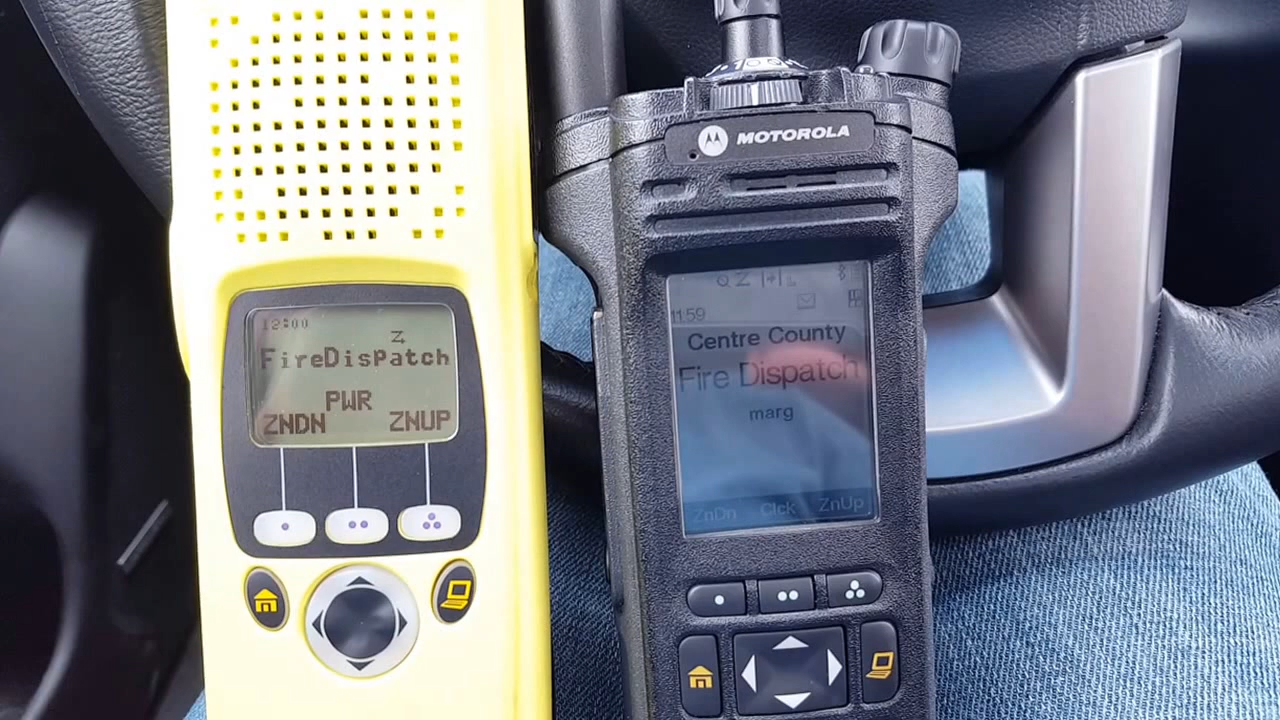 12:00
Z
FireDisPatch
PWR
ZNDN ZNUP
MOTOROLA
11:59
Centre County
Fire Dispatch
marg
ZnDn Clck ZnUp